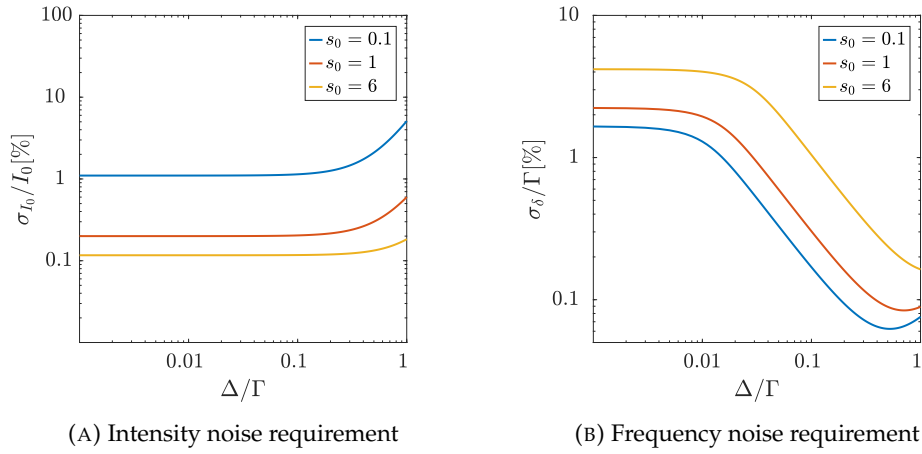 100
10
1
0.1
σ_{I_0}/I_0[%]
s_0 = 0.1
s_0 = 1
s_0 = 6
0.01 0.1 1
Δ/Γ
(A) Intensity noise requirement
10
1
0.1
σ_δ/Γ[%]
s_0 = 0.1
s_0 = 1
s_0 = 6
0.01 0.1 1
Δ/Γ
(B) Frequency noise requirement